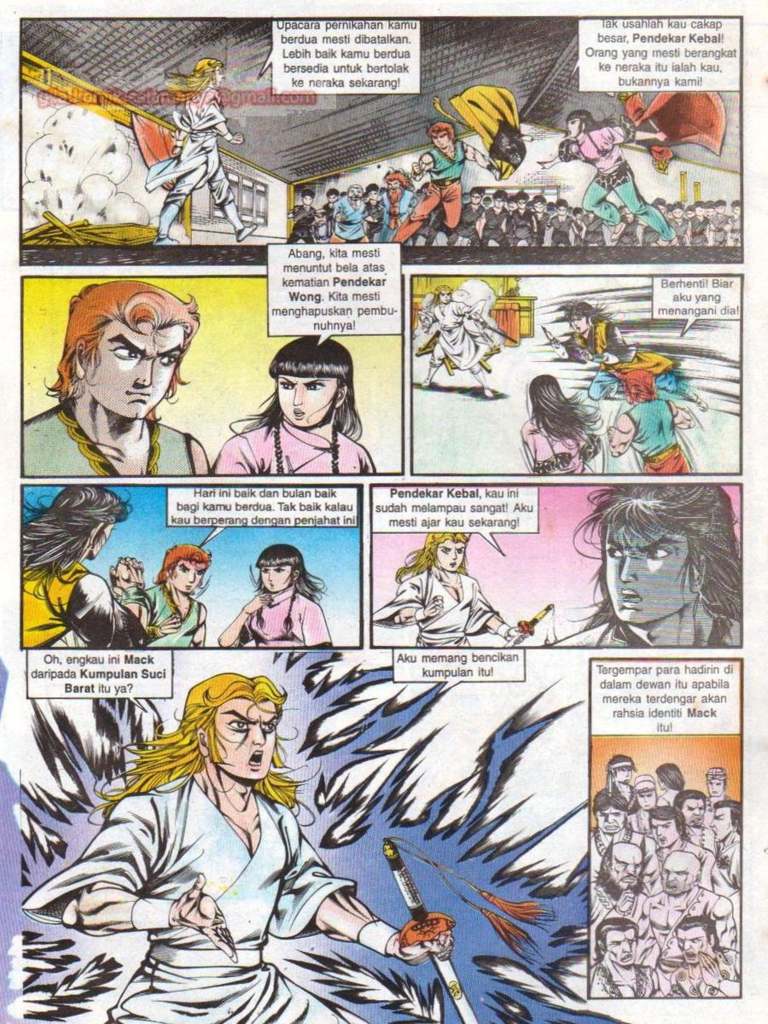 Upacara pernikahan kamu
berdua mesti dibatalkan.
Lebih baik kamu berdua
bersedia untuk bertolak
ke neraka sekarang!
Tak usahlah kau cakap
besar, Pendekar Kebal!
Orang yang mesti berangkat
ke neraka itu ialah kau,
bukannya kami!
Abang, kita mesti
menuntut bela atas
kematian Pendekar
Wong. Kita mesti
menghapuskan pembu-
nuhnya!
Berhenti! Biar
aku yang
menangani dia!
Hari ini baik dan bulan baik
bagi kamu berdua. Tak baik kalau
kau berperang dengan penjahat ini
Pendekar Kebal, kau ini
sudah melampau sangat! Aku
mesti ajar kau sekarang!
Oh, engkau ini Mack
daripada Kumpulan Suci
Barat itu ya?
Aku memang bencikan
kumpulan itu!
Tergempar para hadirin di
dalam dewan itu apabila
mereka terdengar akan
rahsia identiti Mack
itu!